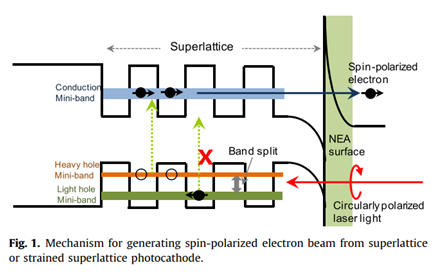 Superlattice
Spin-polarized
electron
Conduction
Mini-band
NEA
surface
X
Band split
Heavy hole
Mini-band
Light hole
Mini-band
Circularly polarized
laser light
Fig. 1. Mechanism for generating spin-polarized electron beam from superlattice
or strained superlattice photocathode.